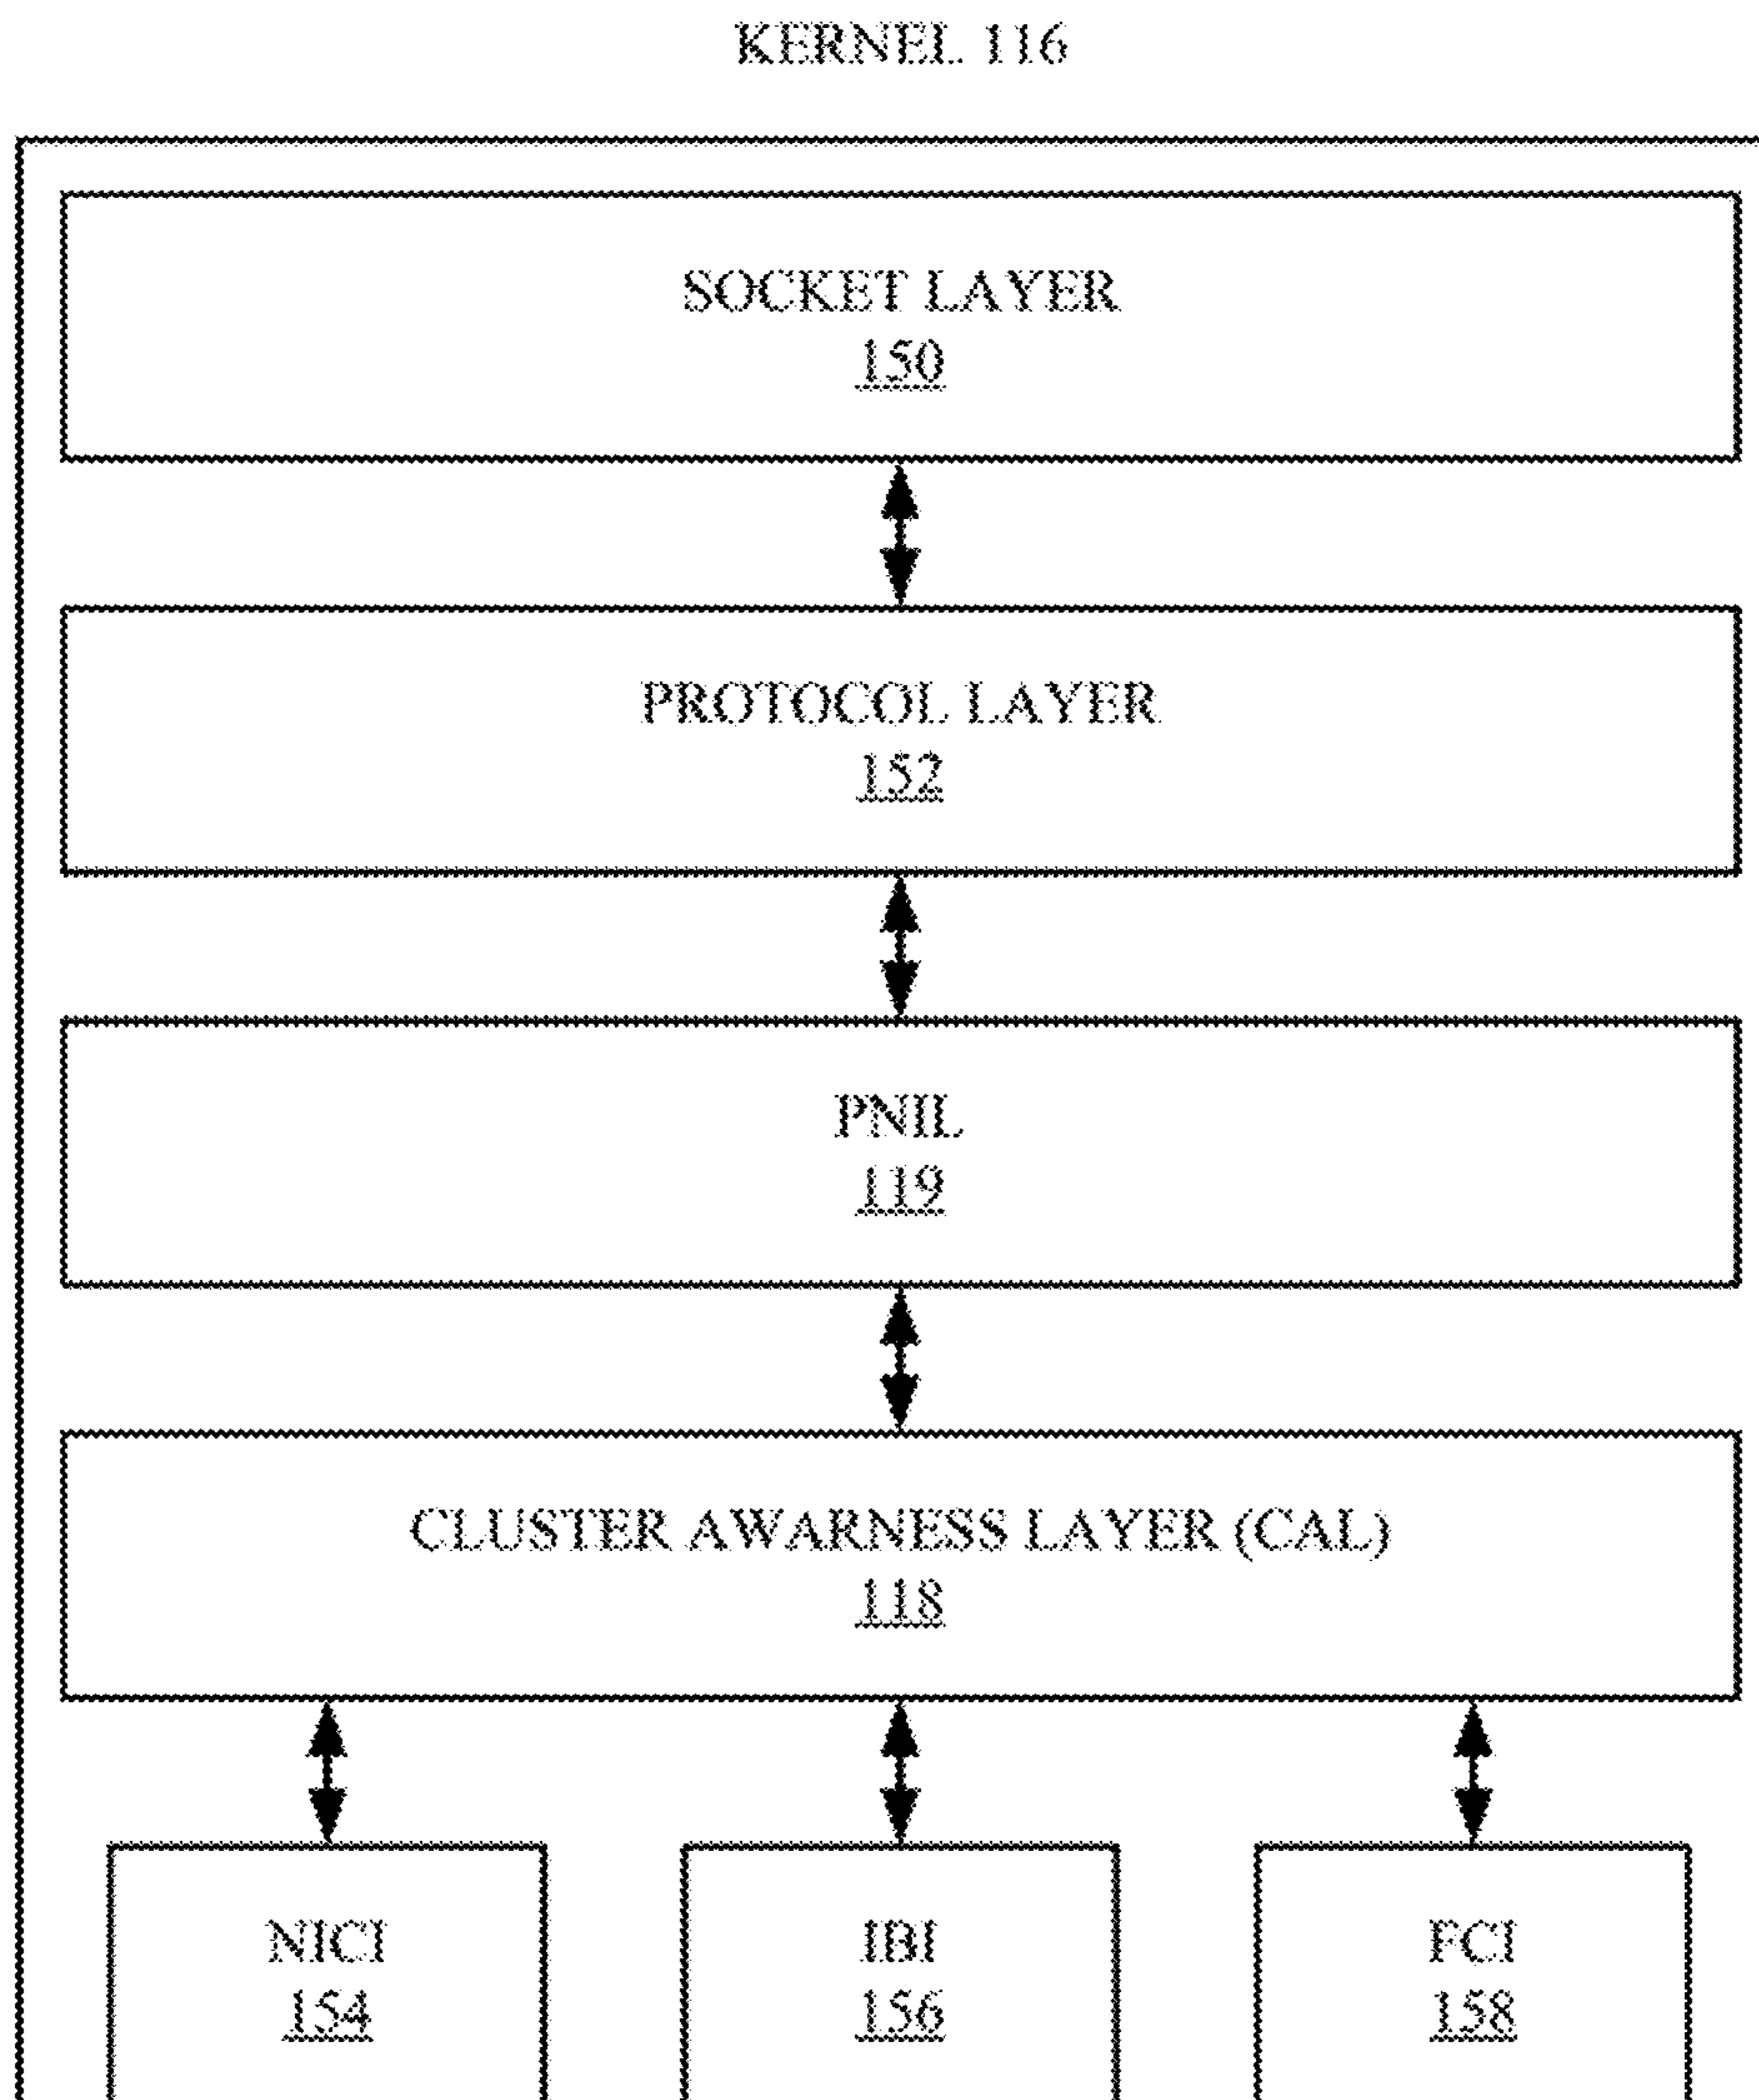 KERNEL 116
SOCKET LAYER
150
PROTOCOL LAYER
152
PNIL
119
CLUSTER AWARNESS LAYER (CAL)
118
NICI
154
IBI
156
FCI
158